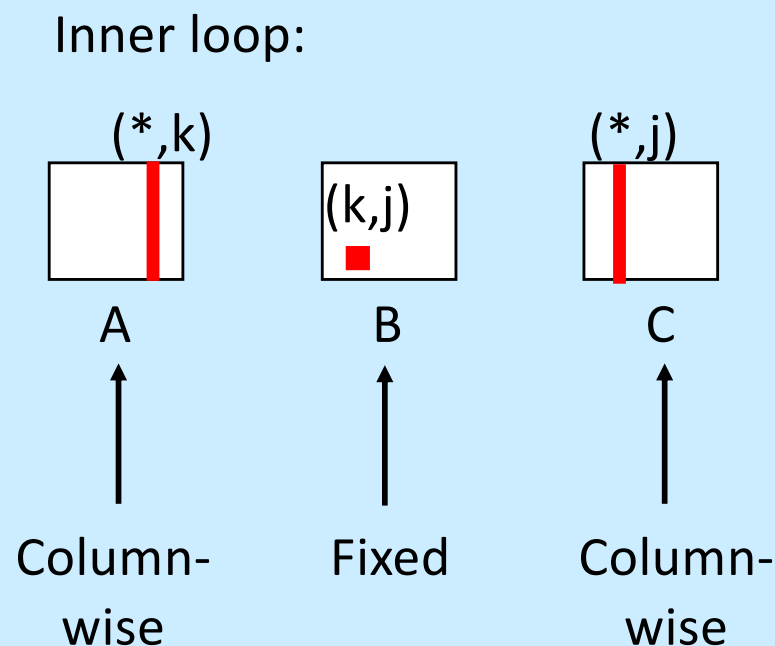 Inner loop:
(*,k)
(k,j)
(*,j)
A
B
C
Column-
wise
Fixed
Column-
wise